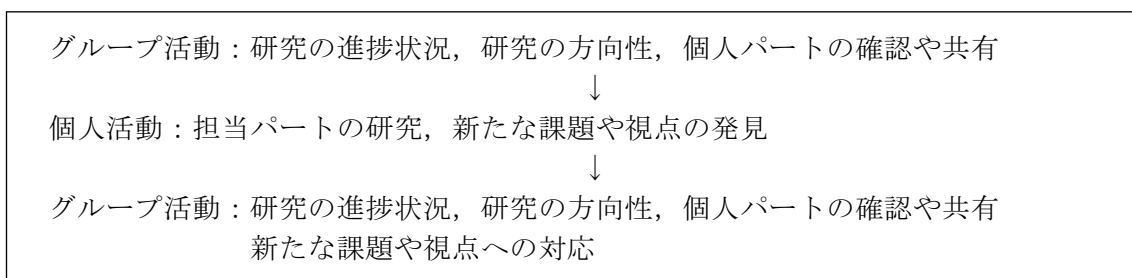 グループ活動：研究の進捗状況，研究の方向性，個人パートの確認や共有
↓
個人活動：担当パートの研究，新たな課題や視点の発見
↓
グループ活動：研究の進捗状況，研究の方向性，個人パートの確認や共有
新たな課題や視点への対応